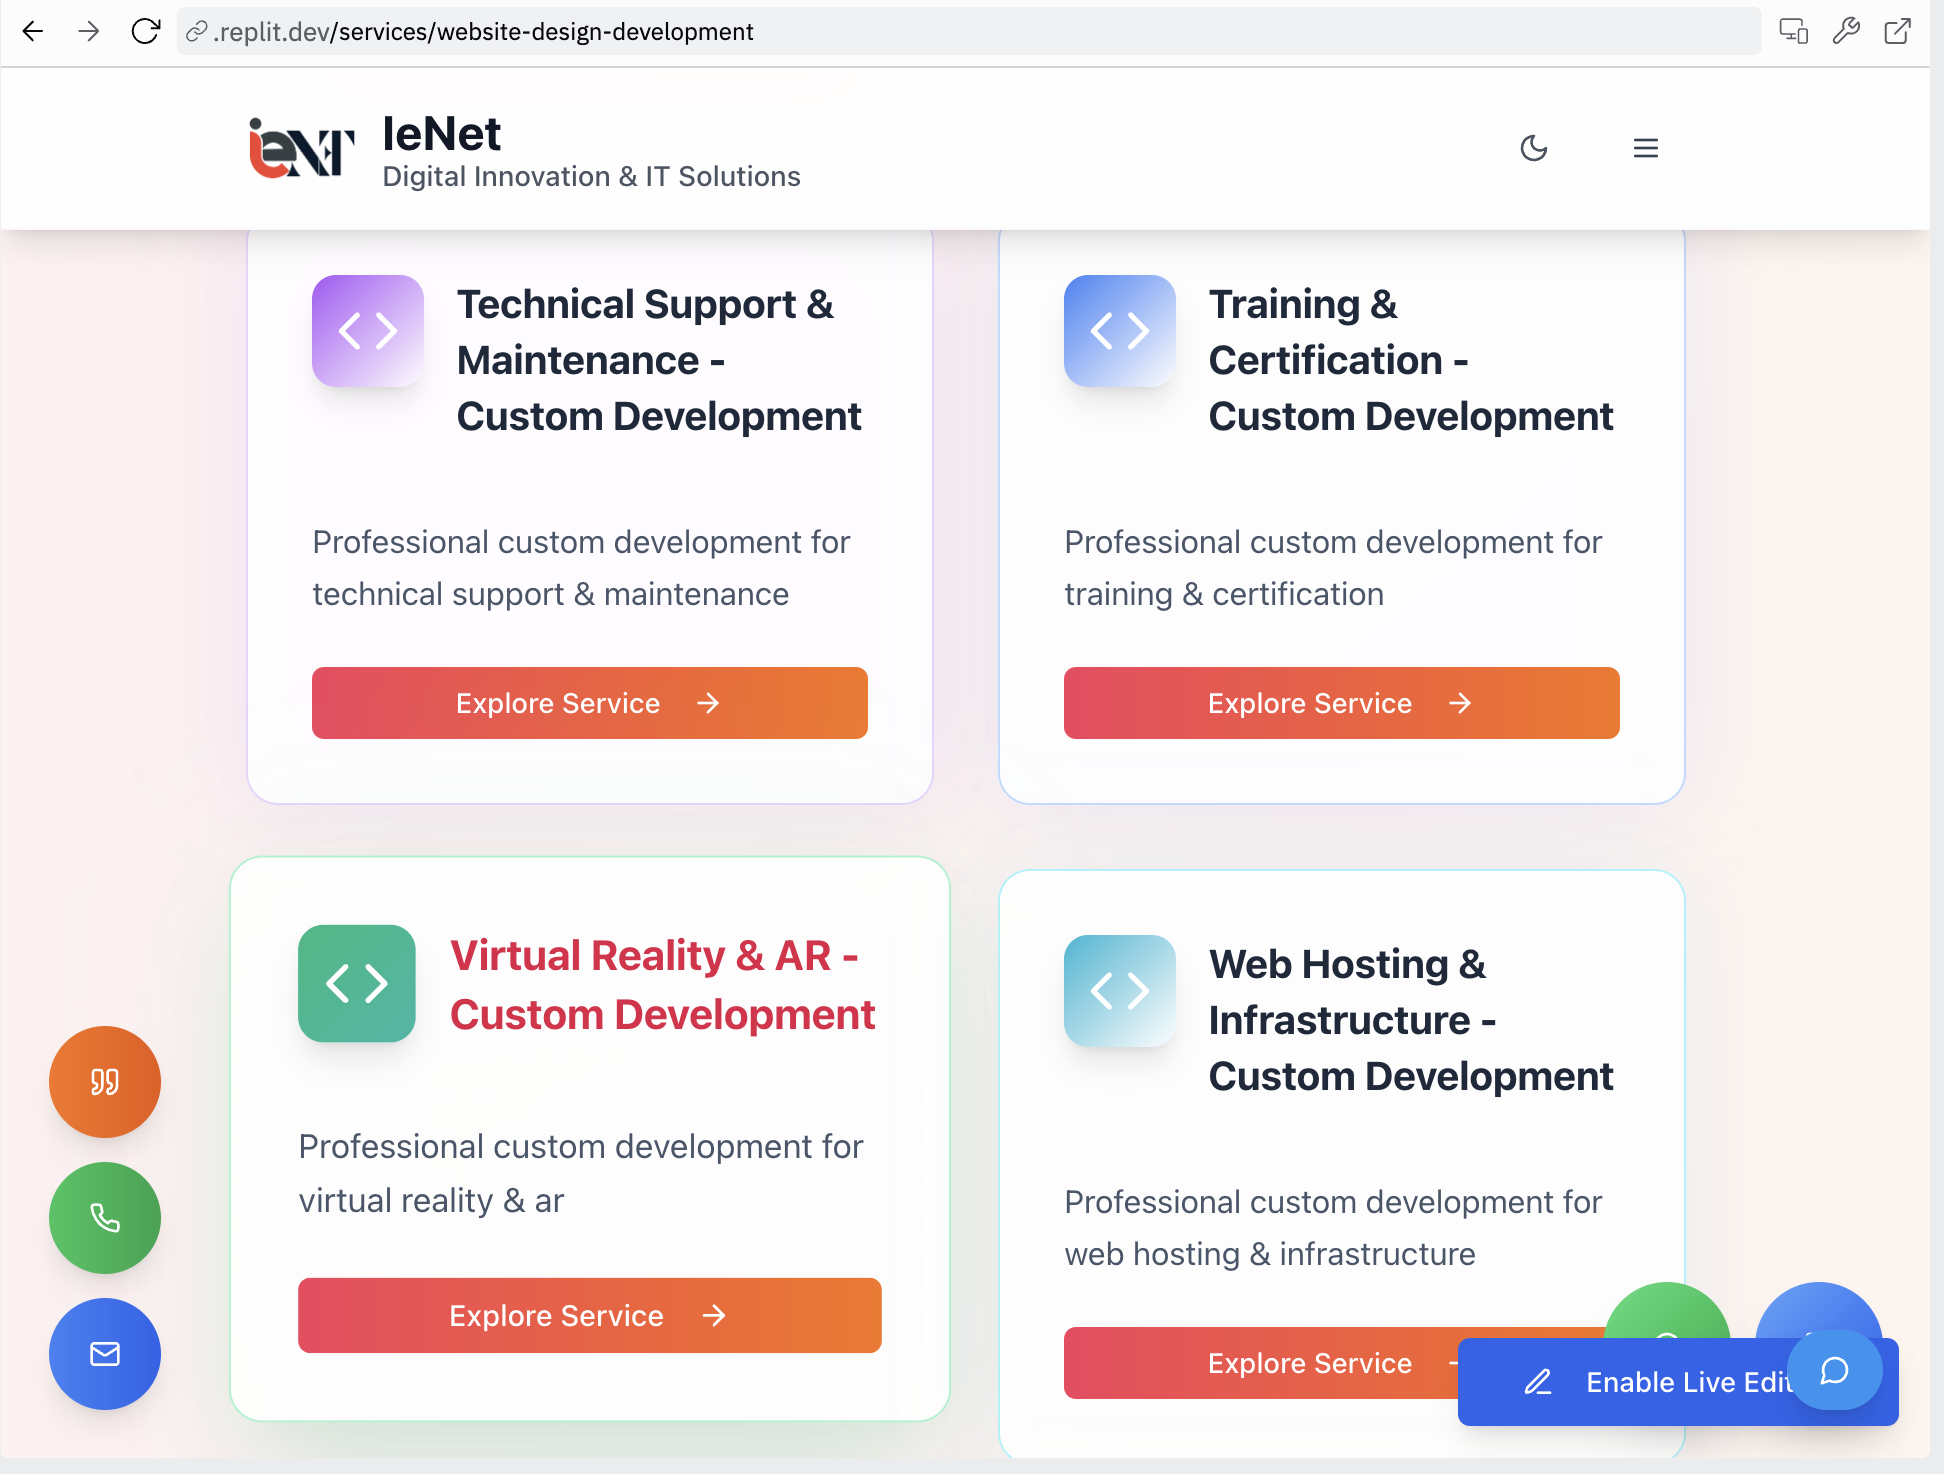 .replit.dev/services/website-design-development
ieNT
IeNet
Digital Innovation & IT Solutions
Technical Support &
Maintenance -
Custom Development
Professional custom development for
technical support & maintenance
Explore Service
Training &
Certification -
Custom Development
Professional custom development for
training & certification
Explore Service
Virtual Reality & AR -
Custom Development
Professional custom development for
virtual reality & ar
Explore Service
Web Hosting &
Infrastructure -
Custom Development
Professional custom development for
web hosting & infrastructure
Explore Service
Enable Live Edit